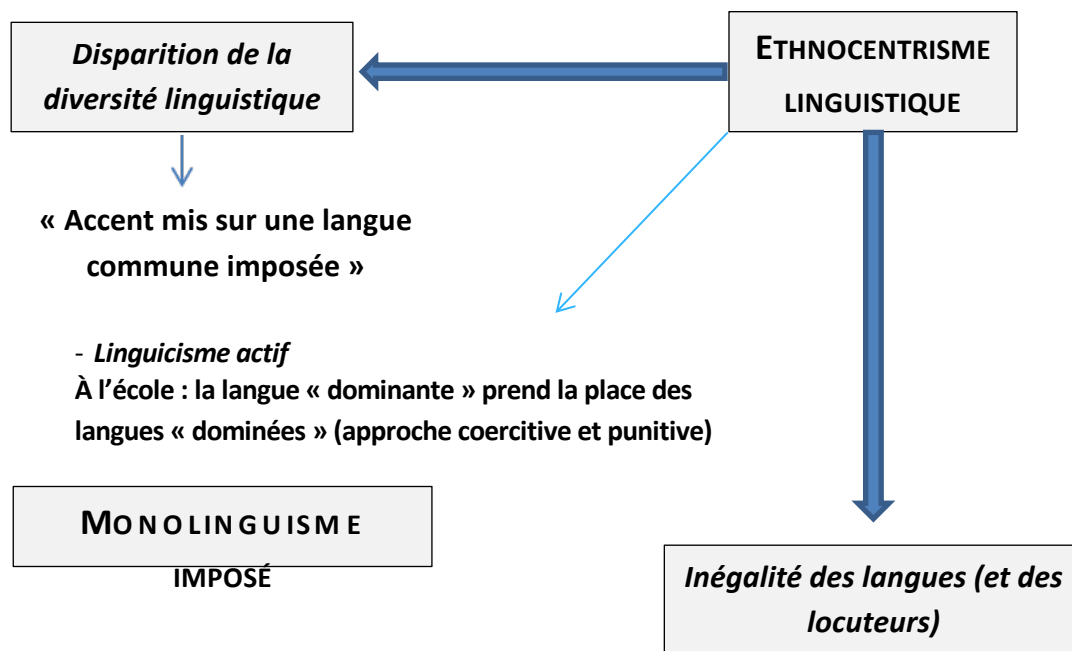 Disparition de la
diversité linguistique
ETHNOCENTRISME
LINGUISTIQUE
« Accent mis sur une langue
commune imposée »
- Linguicisme actif
À l’école : la langue « dominante » prend la place des
langues « dominées » (approche coercitive et punitive)
MONOLINGUISME
IMPOSÉ
Inégalité des langues (et des
locuteurs)